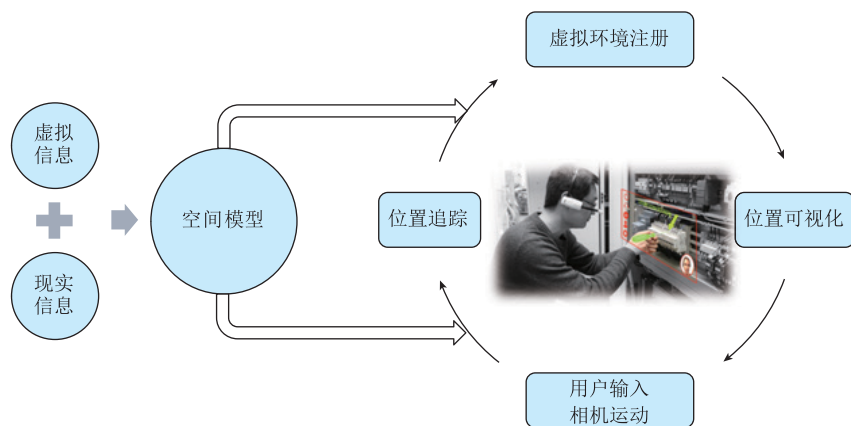 虚拟环境注册
虚拟
信息
空间模型
位置追踪
位置可视化
现实
信息
用户输入
相机运动